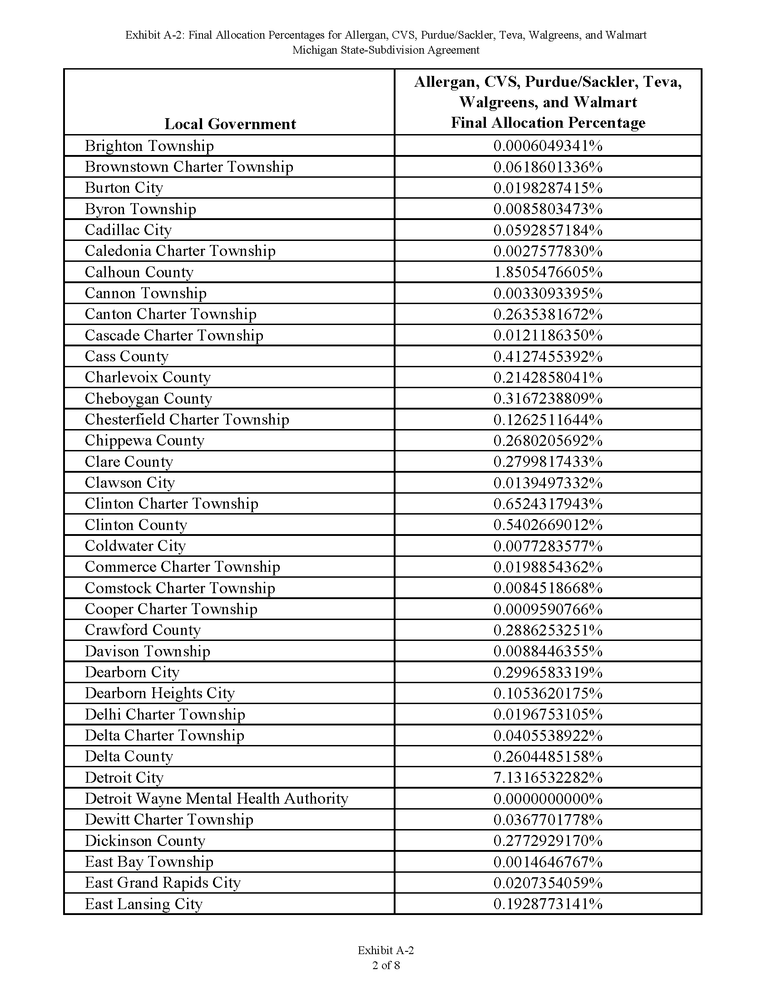 Exhibit A-2: Final Allocation Percentages for Allergan, CVS, Purdue/Sackler, Teva, Walgreens, and Walmart
Michigan State-Subdivision Agreement
Local Government
Allergan, CVS, Purdue/Sackler, Teva,
Walgreens, and Walmart
Final Allocation Percentage
Brighton Township 0.0006049341%
Brownstown Charter Township 0.0618601336%
Burton City 0.0198287415%
Byron Township 0.0085803473%
Cadillac City 0.0592857184%
Caledonia Charter Township 0.0027577830%
Calhoun County 1.8505476605%
Cannon Township 0.0033093395%
Canton Charter Township 0.2635381672%
Cascade Charter Township 0.0121186350%
Cass County 0.4127455392%
Charlevoix County 0.2142858041%
Cheboygan County 0.3167238809%
Chesterfield Charter Township 0.1262511644%
Chippewa County 0.2680205692%
Clare County 0.2799817433%
Clawson City 0.0139497332%
Clinton Charter Township 0.6524317943%
Clinton County 0.5402669012%
Coldwater City 0.0077283577%
Commerce Charter Township 0.0198854362%
Comstock Charter Township 0.0084518668%
Cooper Charter Township 0.0009590766%
Crawford County 0.2886253251%
Davison Township 0.0088446355%
Dearborn City 0.2996583319%
Dearborn Heights City 0.1053620175%
Delhi Charter Township 0.0196753105%
Delta Charter Township 0.0405538922%
Delta County 0.2604485158%
Detroit City 7.1316532282%
Detroit Wayne Mental Health Authority 0.0000000000%
Dewitt Charter Township 0.0367701778%
Dickinson County 0.2772929170%
East Bay Township 0.0014646767%
East Grand Rapids City 0.0207354059%
East Lansing City 0.1928773141%
Exhibit A-2
2 of 8